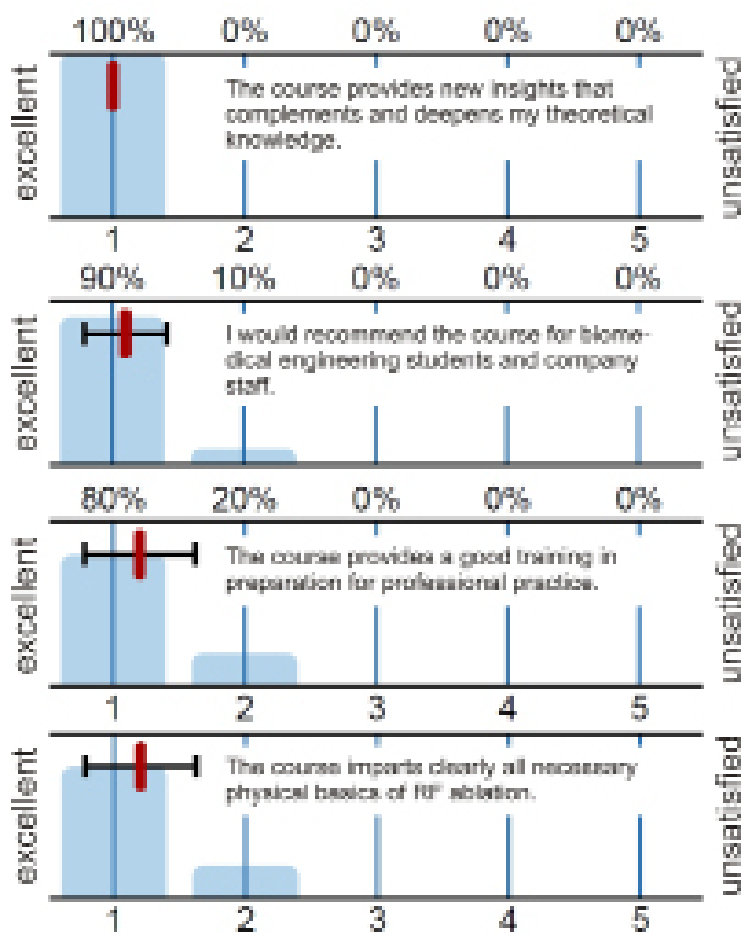 100% 0% 0% 0% 0%
excellent
The course provides new insights that
complements and deepens my theoretical
knowledge.
unsatisfied
1 2 3 4 5
90% 10% 0% 0% 0%
excellent
I would recommend the course for biome-
dical engineering students and company
staff.
unsatisfied
80% 20% 0% 0% 0%
excellent
The course provides a good training in
preparation for professional practice.
unsatisfied
1 2 3 4 5
excellent
The course imparts clearly all necessary
physical basics of RF ablation.
unsatisfied
1 2 3 4 5